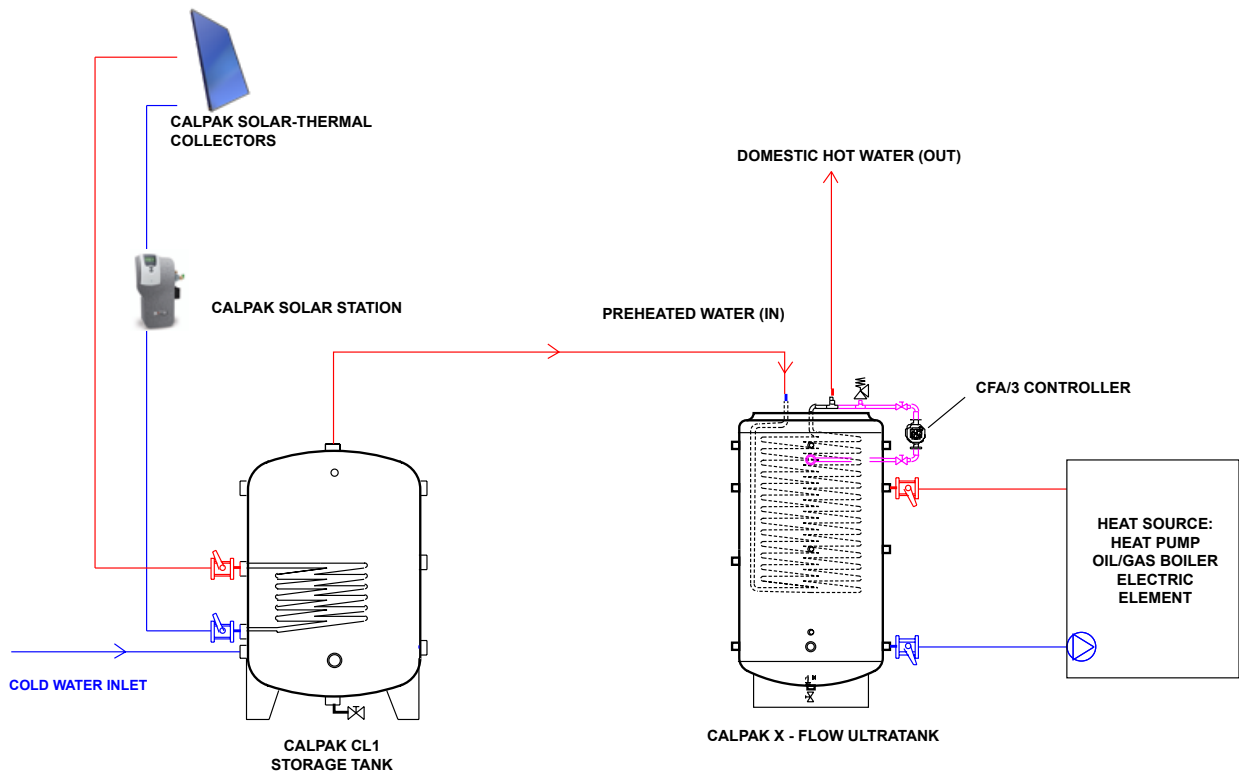 CALPAK SOLAR-THERMAL
COLLECTORS
DOMESTIC HOT WATER (OUT)
CALPAK SOLAR STATION
PREHEATED WATER (IN)
CFA/3 CONTROLLER
HEAT SOURCE:
HEAT PUMP
OIL/GAS BOILER
ELECTRIC
ELEMENT
COLD WATER INLET
CALPAK CL1
STORAGE TANK
CALPAK X - FLOW ULTRATANK